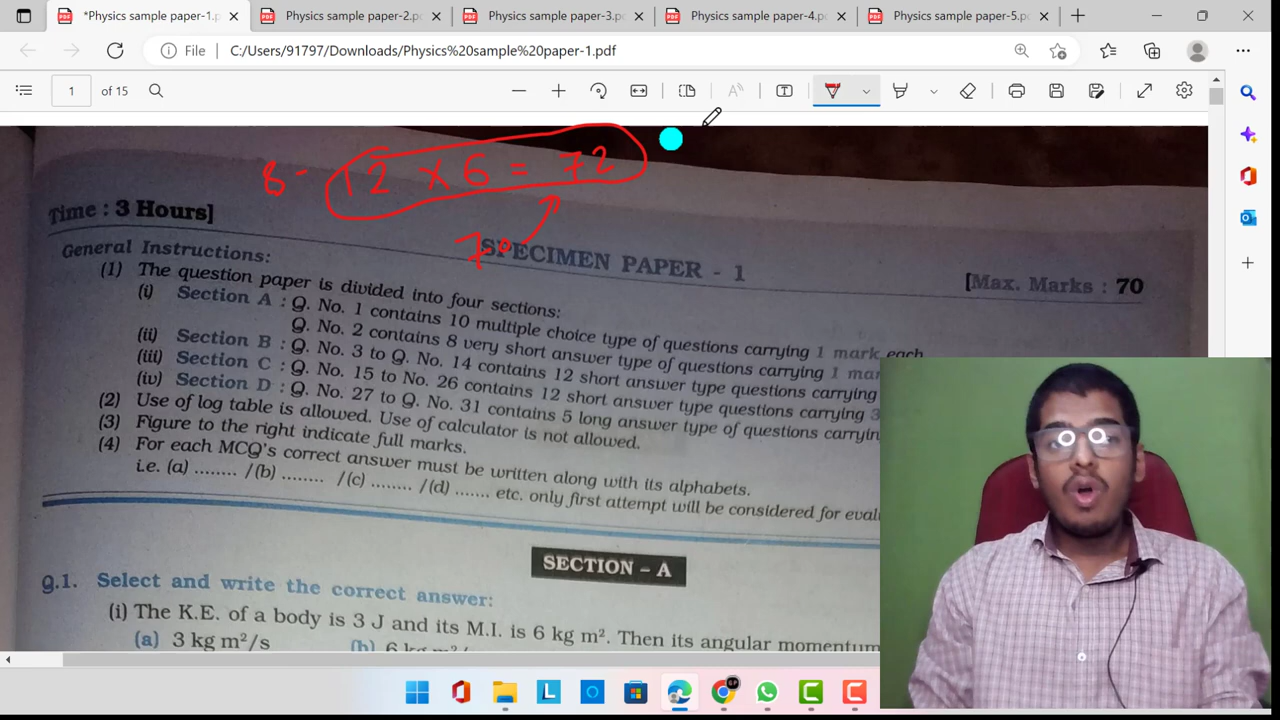 *Physics sample paper-1.p
Physics sample paper-2.pdf
Physics sample paper-3.pdf
Physics sample paper-4.pdf
Physics sample paper-5.pdf
File
C:/Users/91797/Downloads/Physics%20sample%20paper-1.pdf
1 of 15
8- 12 x 6 = 72
70
Time : 3 Hours]
SPECIMEN PAPER - 1
[Max. Marks : 70
General Instructions:
(1) The question paper is divided into four sections:
(i) Section A : Q. No. 1 contains 10 multiple choice type of questions carrying 1 mark each
Q. No. 2 contains 8 very short answer type of questions carrying 1 mar
(ii) Section B : Q. No. 3 to Q. No. 14 contains 12 short answer type questions carrying
(iii) Section C : Q. No. 15 to No. 26 contains 12 short answer type questions carrying 3
(iv) Section D : Q. No. 27 to Q. No. 31 contains 5 long answer type of questions carryin
(2) Use of log table is allowed. Use of calculator is not allowed.
(3) Figure to the right indicate full marks.
(4) For each MCQ's correct answer must be written along with its alphabets.
i.e. (a) ........ /(b) ........ /(c) ........ /(d) ....... etc. only first attempt will be considered for eval
SECTION – A
Q.1. Select and write the correct answer:
(i) The K.E. of a body is 3 J and its M.I. is 6 kg m². Then its angular momentum
(a) 3 kg m²/s